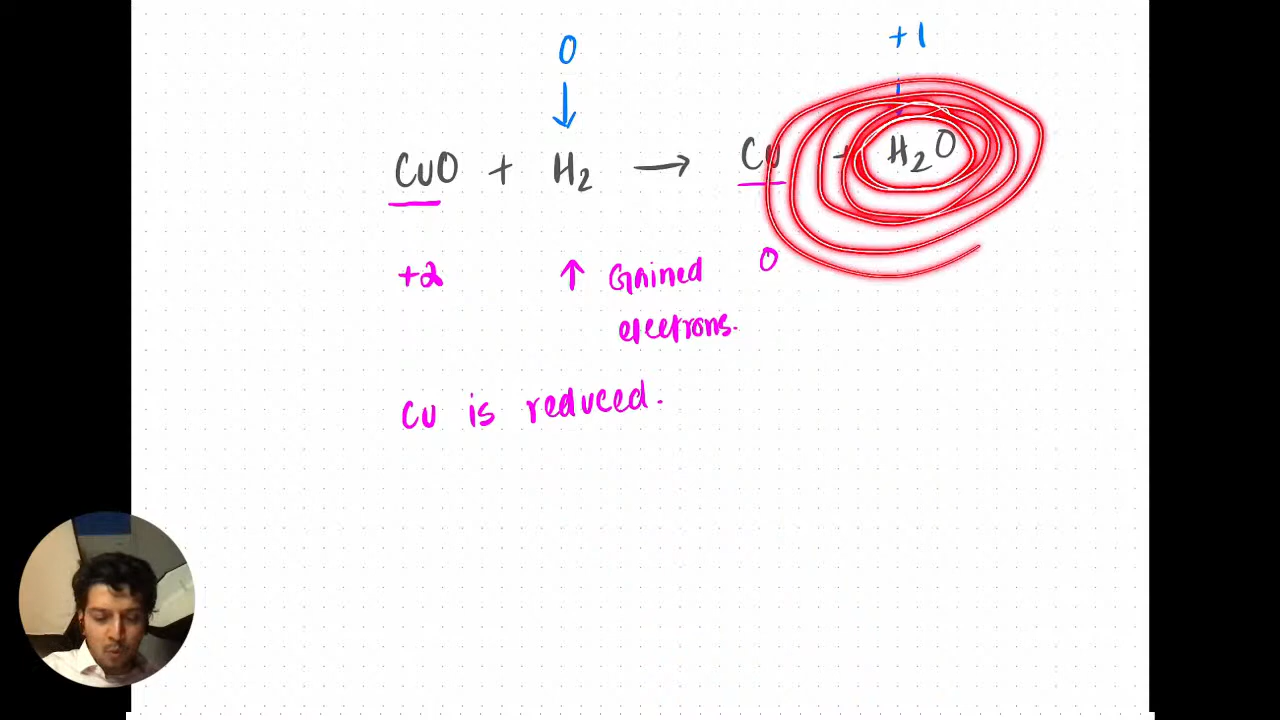 0 +1
CuO + H2 → Cu + H2O
+2 ↑ Gained 0
electrons.
Cu is reduced.